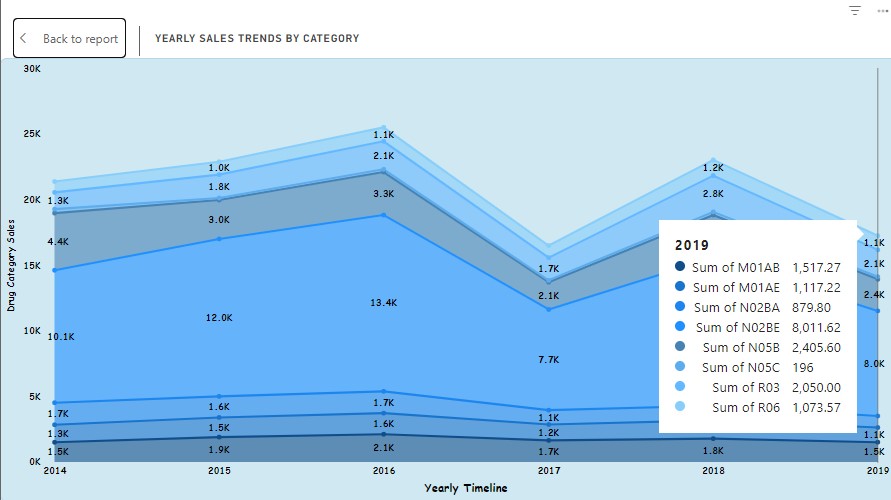 Back to report
YEARLY SALES TRENDS BY CATEGORY
30K
25K
20K
15K
10K
5K
0K
Drug Category Sales
1.3K
4.4K
10.1K
1.7K
1.3K
1.5K
1.0K
1.8K
3.0K
12.0K
1.6K
1.5K
1.9K
1.1K
2.1K
3.3K
13.4K
1.7K
1.6K
2.1K
1.7K
2.1K
7.7K
1.1K
1.2K
1.7K
1.2K
2.8K
1.8K
1.1K
2.1K
2.4K
8.0K
1.1K
1.5K
2019
Sum of M01AB 1,517.27
Sum of M01AE 1,117.22
Sum of N02BA 879.80
Sum of N02BE 8,011.62
Sum of N05B 2,405.60
Sum of N05C 196
Sum of R03 2,050.00
Sum of R06 1,073.57
2014 2015 2016 2017 2018 2019
Yearly Timeline